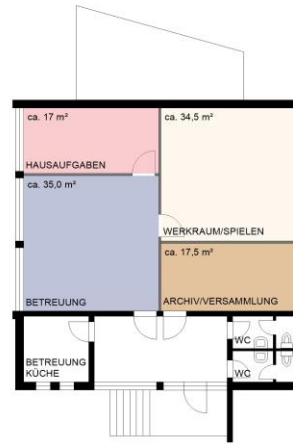 ca. 17 m²
ca. 34,5 m²
HAUSAUFGABEN
ca. 35,0 m²
WERKRAUM/SPIELEN
ca. 17,5 m²
BETREUUNG
ARCHIV/VERSAMMLUNG
WC
BETREUUNG
KÜCHE
WC